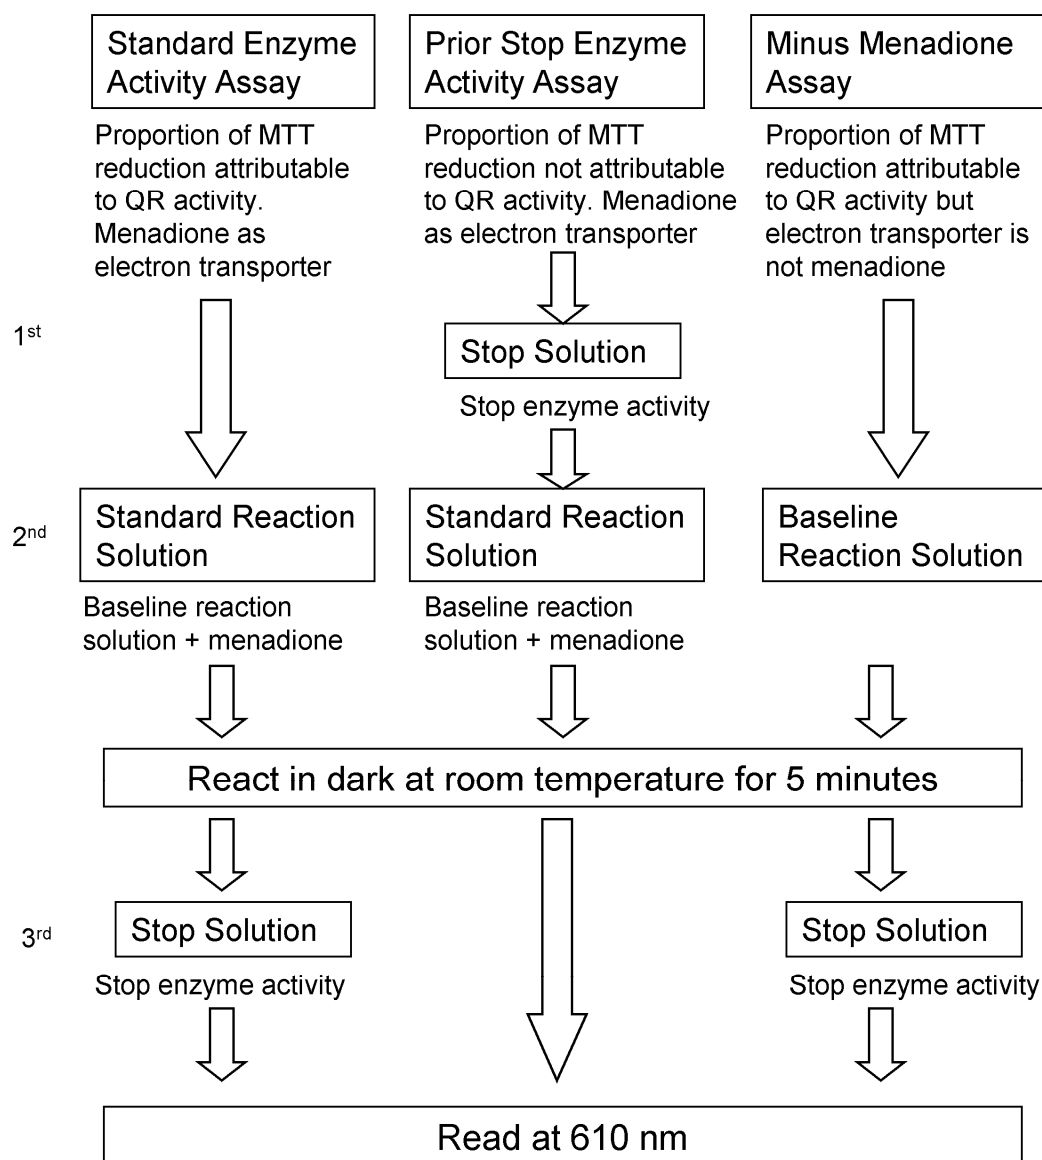 Standard Enzyme
Activity Assay
Prior Stop Enzyme
Activity Assay
Minus Menadione
Assay
Proportion of MTT
reduction attributable
to QR activity.
Menadione as
electron transporter
Proportion of MTT
reduction not attributable
to QR activity. Menadione
as electron transporter
Proportion of MTT
reduction attributable
to QR activity but
electron transporter is
not menadione
1st
Stop Solution
Stop enzyme activity
2nd
Standard Reaction
Solution
Standard Reaction
Solution
Baseline
Reaction Solution
Baseline reaction
solution + menadione
Baseline reaction
solution + menadione
React in dark at room temperature for 5 minutes
3rd
Stop Solution
Stop Solution
Stop enzyme activity
Stop enzyme activity
Read at 610 nm